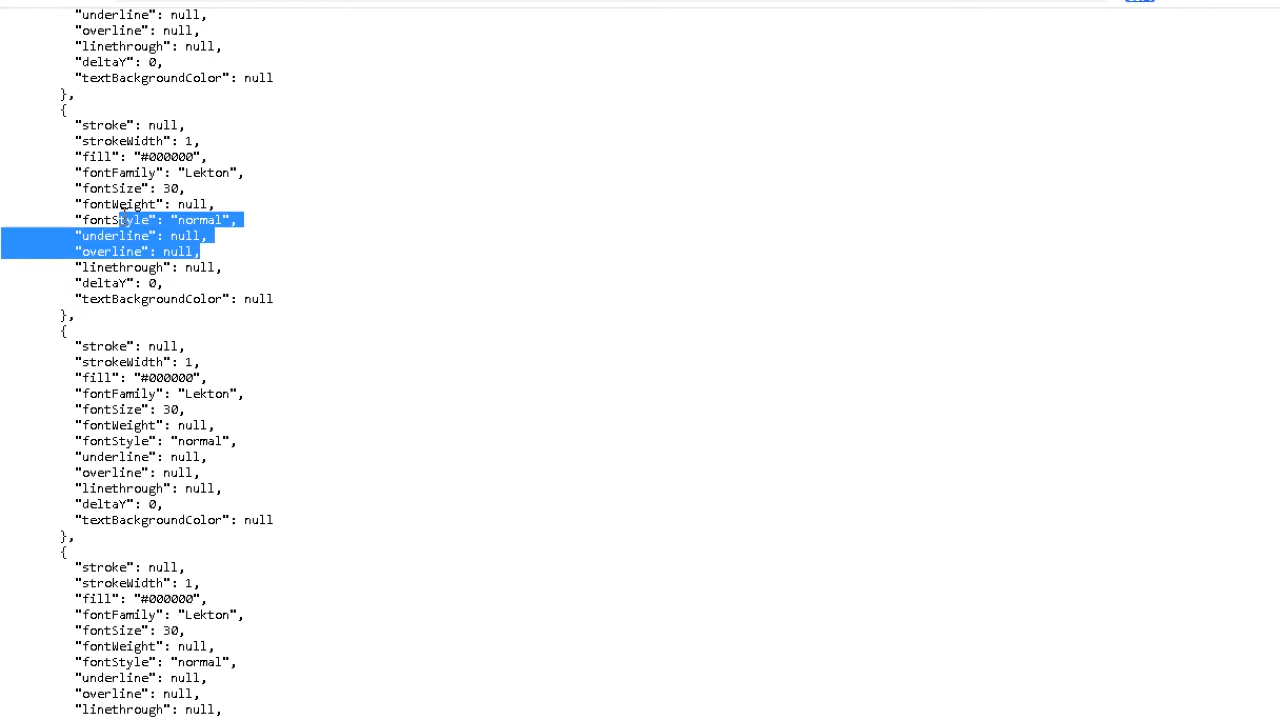 "underline": null,
"overline": null,
"linethrough": null,
"deltaY": 0,
"textBackgroundColor": null
},
{
"stroke": null,
"strokeWidth": 1,
"fill": "#000000",
"fontFamily": "Lekton",
"fontSize": 30,
"fontWeight": null,
"fontStyle": "normal",
"underline": null,
"overline": null,
"linethrough": null,
"deltaY": 0,
"textBackgroundColor": null
},
{
"stroke": null,
"strokeWidth": 1,
"fill": "#000000",
"fontFamily": "Lekton",
"fontSize": 30,
"fontWeight": null,
"fontStyle": "normal",
"underline": null,
"overline": null,
"linethrough": null,
"deltaY": 0,
"textBackgroundColor": null
},
{
"stroke": null,
"strokeWidth": 1,
"fill": "#000000",
"fontFamily": "Lekton",
"fontSize": 30,
"fontWeight": null,
"fontStyle": "normal",
"underline": null,
"overline": null,
"linethrough": null,